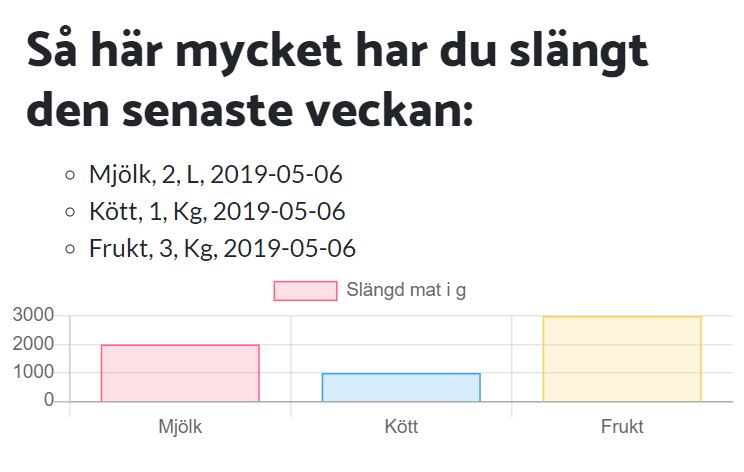 Så här mycket har du slängt
den senaste veckan:
Mjölk, 2, L, 2019-05-06
Kött, 1, Kg, 2019-05-06
Frukt, 3, Kg, 2019-05-06
Slängd mat i g
3000
2000
1000
0
Mjölk Kött Frukt